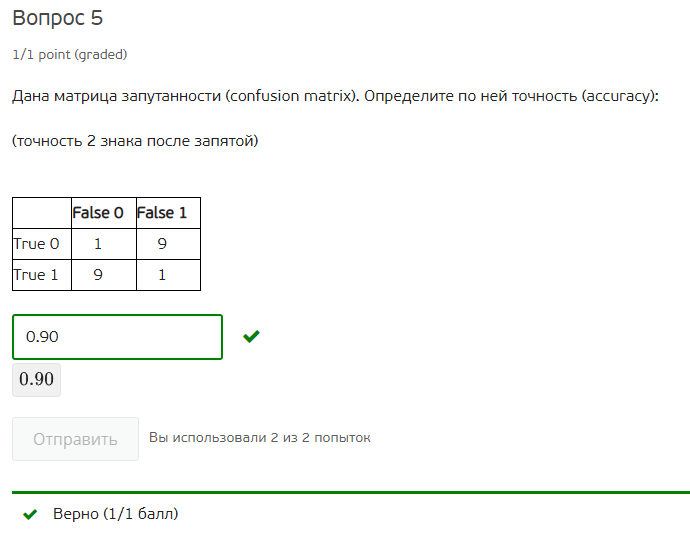 Вопрос 5
1/1 point (graded)
Дана матрица запутанности (confusion matrix). Определите по ней точность (accuracy):
(точность 2 знака после запятой)
False 0 False 1
True 0 1 9
True 1 9 1
0.90
0.90
Отправить Вы использовали 2 из 2 попыток
Верно (1/1 балл)